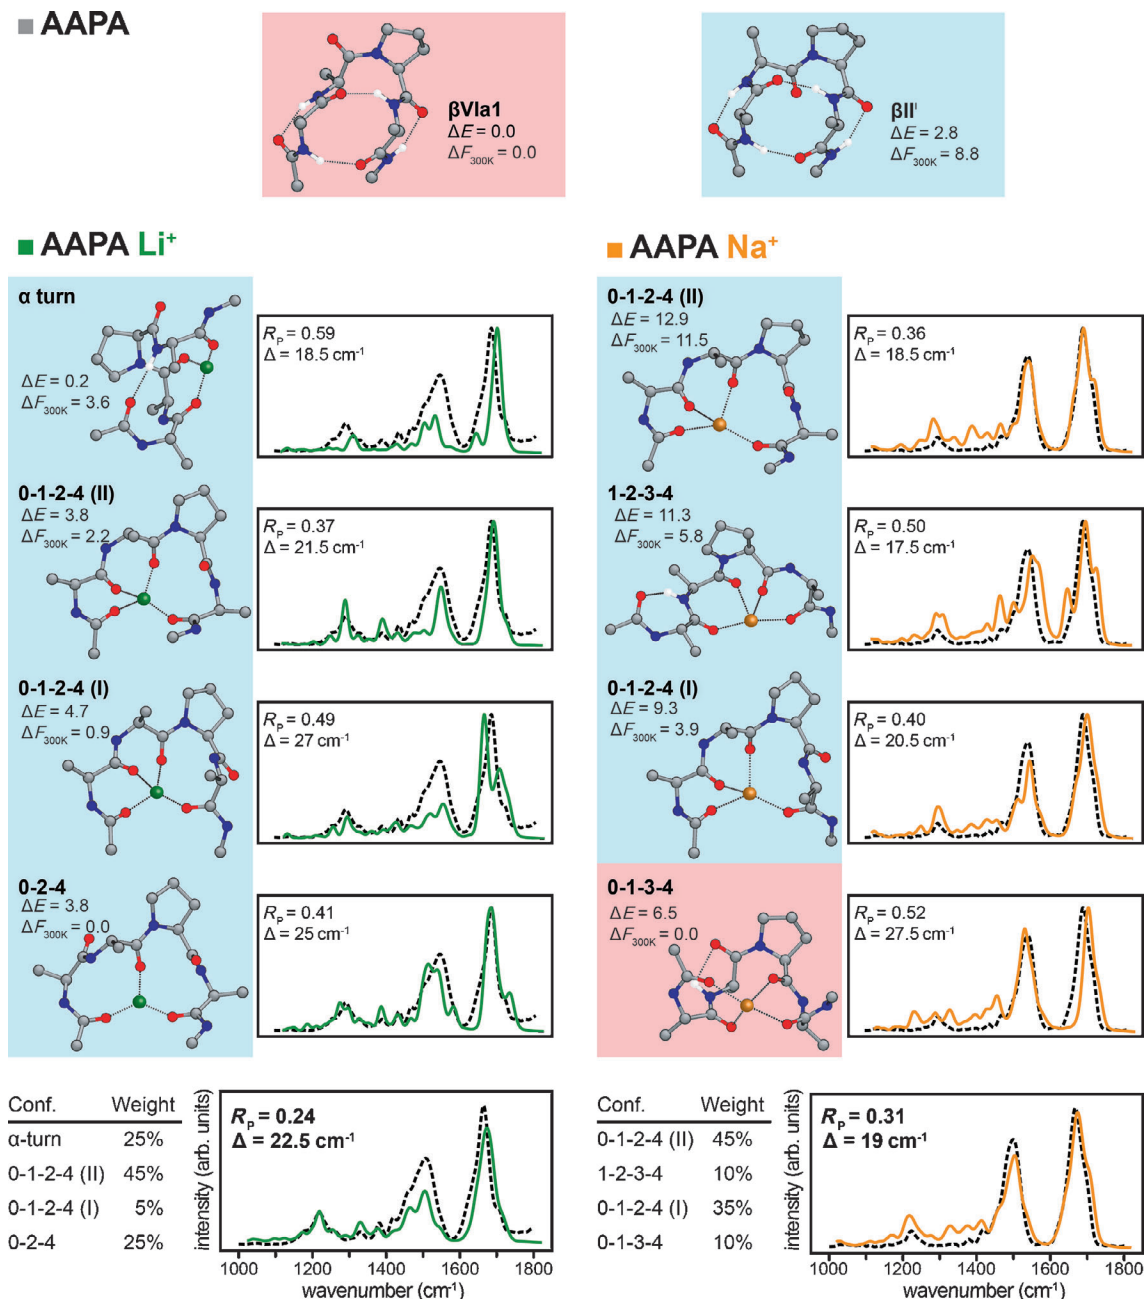 AAPA
βVIa1
ΔE = 0.0
ΔF300K = 0.0
βII'
ΔE = 2.8
ΔF300K = 8.8
AAPA Li+
α turn
ΔE = 0.2
ΔF300K = 3.6
RP = 0.59
Δ = 18.5 cm-1
0-1-2-4 (II)
ΔE = 3.8
ΔF300K = 2.2
RP = 0.37
Δ = 21.5 cm-1
0-1-2-4 (I)
ΔE = 4.7
ΔF300K = 0.9
RP = 0.49
Δ = 27 cm-1
0-2-4
ΔE = 3.8
ΔF300K = 0.0
RP = 0.41
Δ = 25 cm-1
Conf. Weight
α-turn 25%
0-1-2-4 (II) 45%
0-1-2-4 (I) 5%
0-2-4 25%
intensity (arb. units)
RP = 0.24
Δ = 22.5 cm-1
1000 1200 1400 1600 1800
wavenumber (cm-1)
AAPA Na+
0-1-2-4 (II)
ΔE = 12.9
ΔF300K = 11.5
RP = 0.36
Δ = 18.5 cm-1
1-2-3-4
ΔE = 11.3
ΔF300K = 5.8
RP = 0.50
Δ = 17.5 cm-1
0-1-2-4 (I)
ΔE = 9.3
ΔF300K = 3.9
RP = 0.40
Δ = 20.5 cm-1
0-1-3-4
ΔE = 6.5
ΔF300K = 0.0
RP = 0.52
Δ = 27.5 cm-1
Conf. Weight
0-1-2-4 (II) 45%
1-2-3-4 10%
0-1-2-4 (I) 35%
0-1-3-4 10%
intensity (arb. units)
RP = 0.31
Δ = 19 cm-1
1000 1200 1400 1600 1800
wavenumber (cm-1)